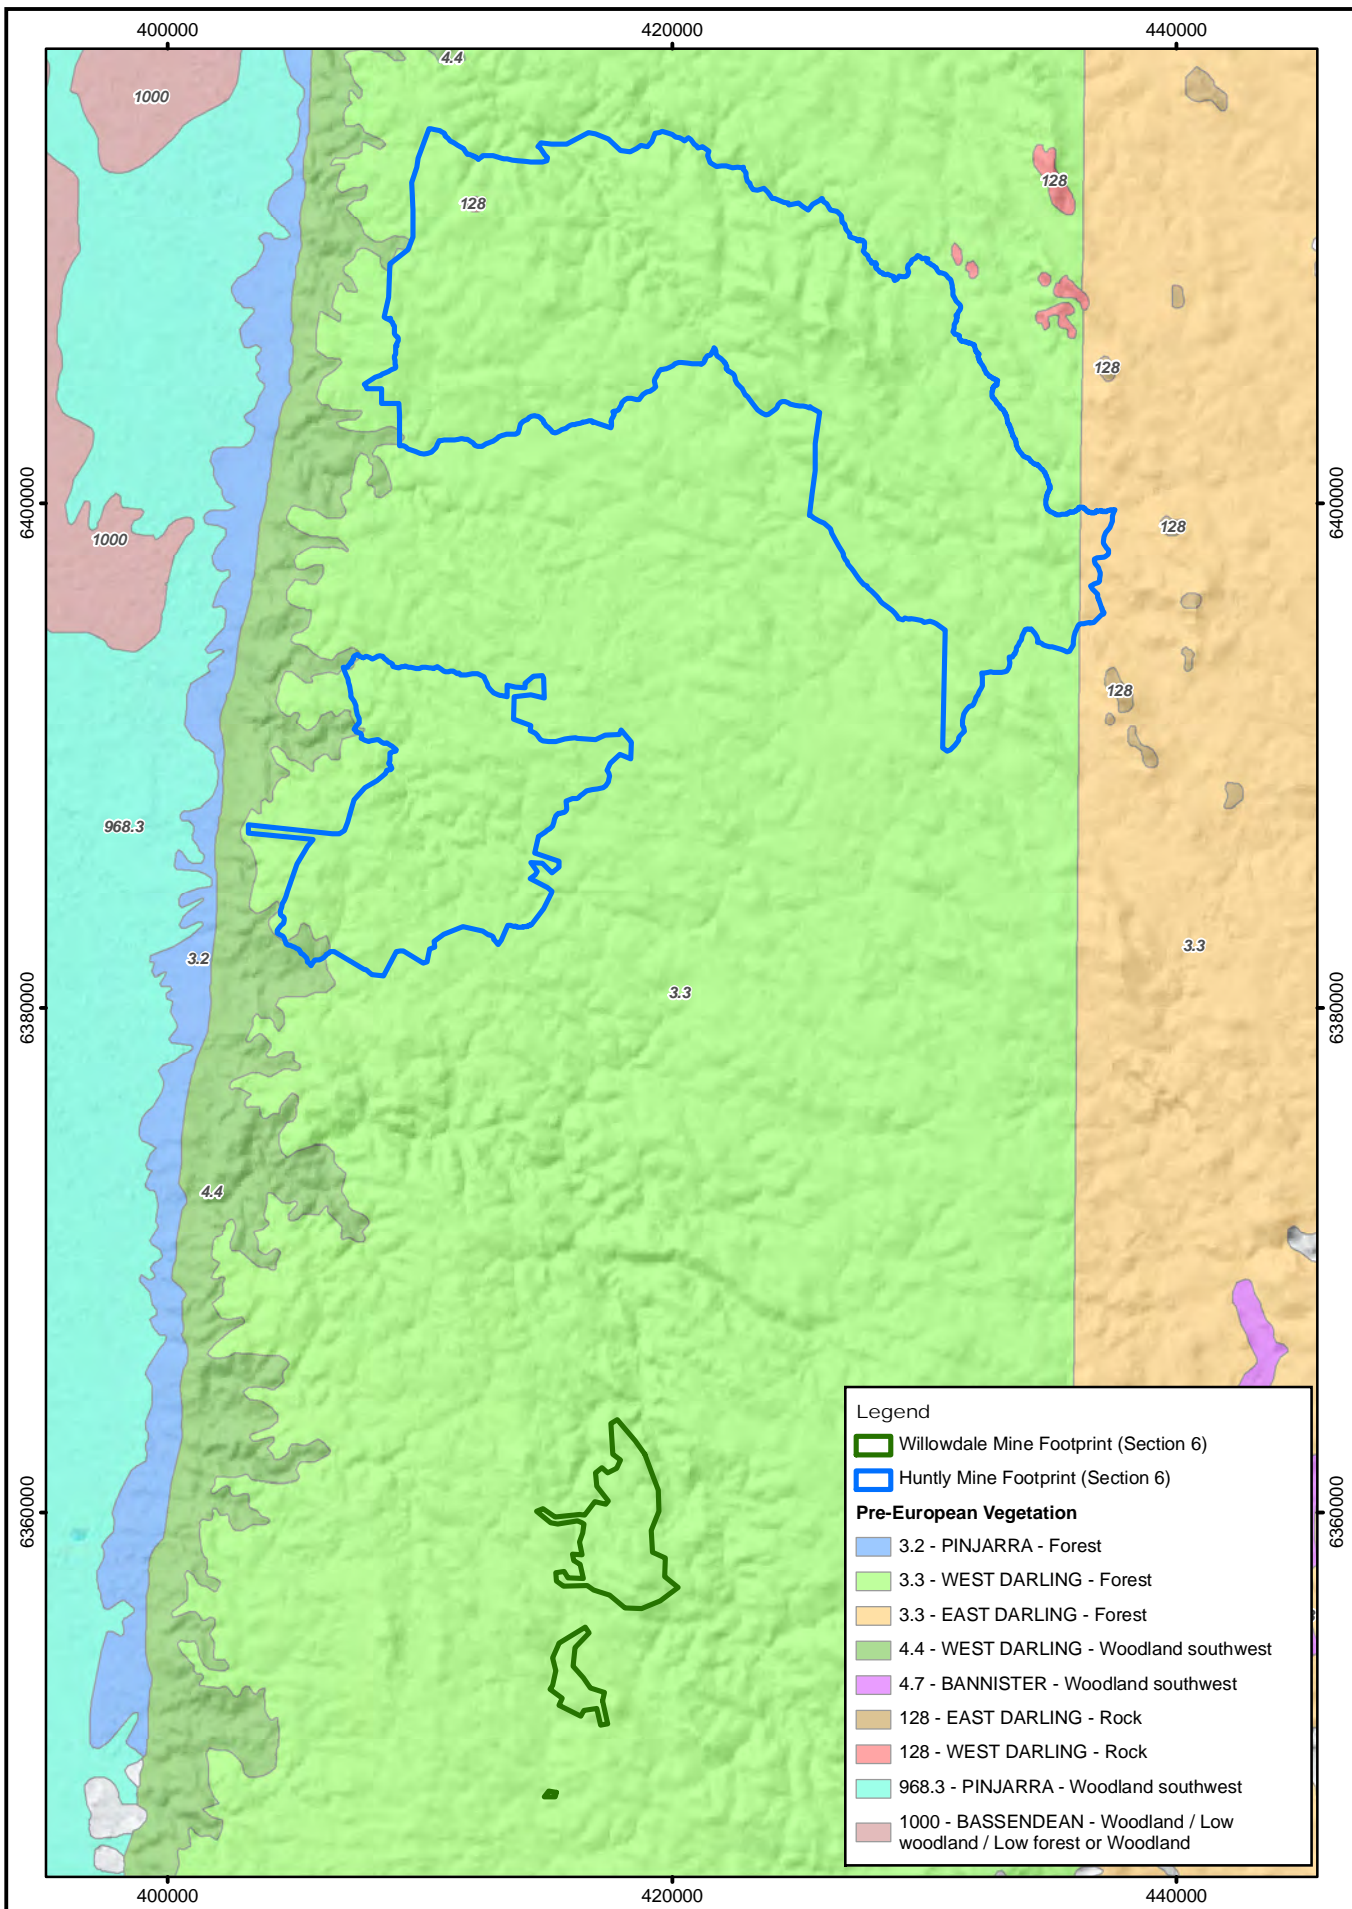 400000
420000
440000
4.4
1000
128
128
128
6400000
6400000
128
1000
128
968.3
3.2
3.3
3.3
6380000
6380000
4.4
Legend
Willowdale Mine Footprint (Section 6)
Huntly Mine Footprint (Section 6)
Pre-European Vegetation
3.2 - PINJARRA - Forest
3.3 - WEST DARLING - Forest
3.3 - EAST DARLING - Forest
4.4 - WEST DARLING - Woodland southwest
4.7 - BANNISTER - Woodland southwest
128 - EAST DARLING - Rock
128 - WEST DARLING - Rock
968.3 - PINJARRA - Woodland southwest
1000 - BASSENDEAN - Woodland / Low
woodland / Low forest or Woodland
6360000
6360000
400000
420000
440000